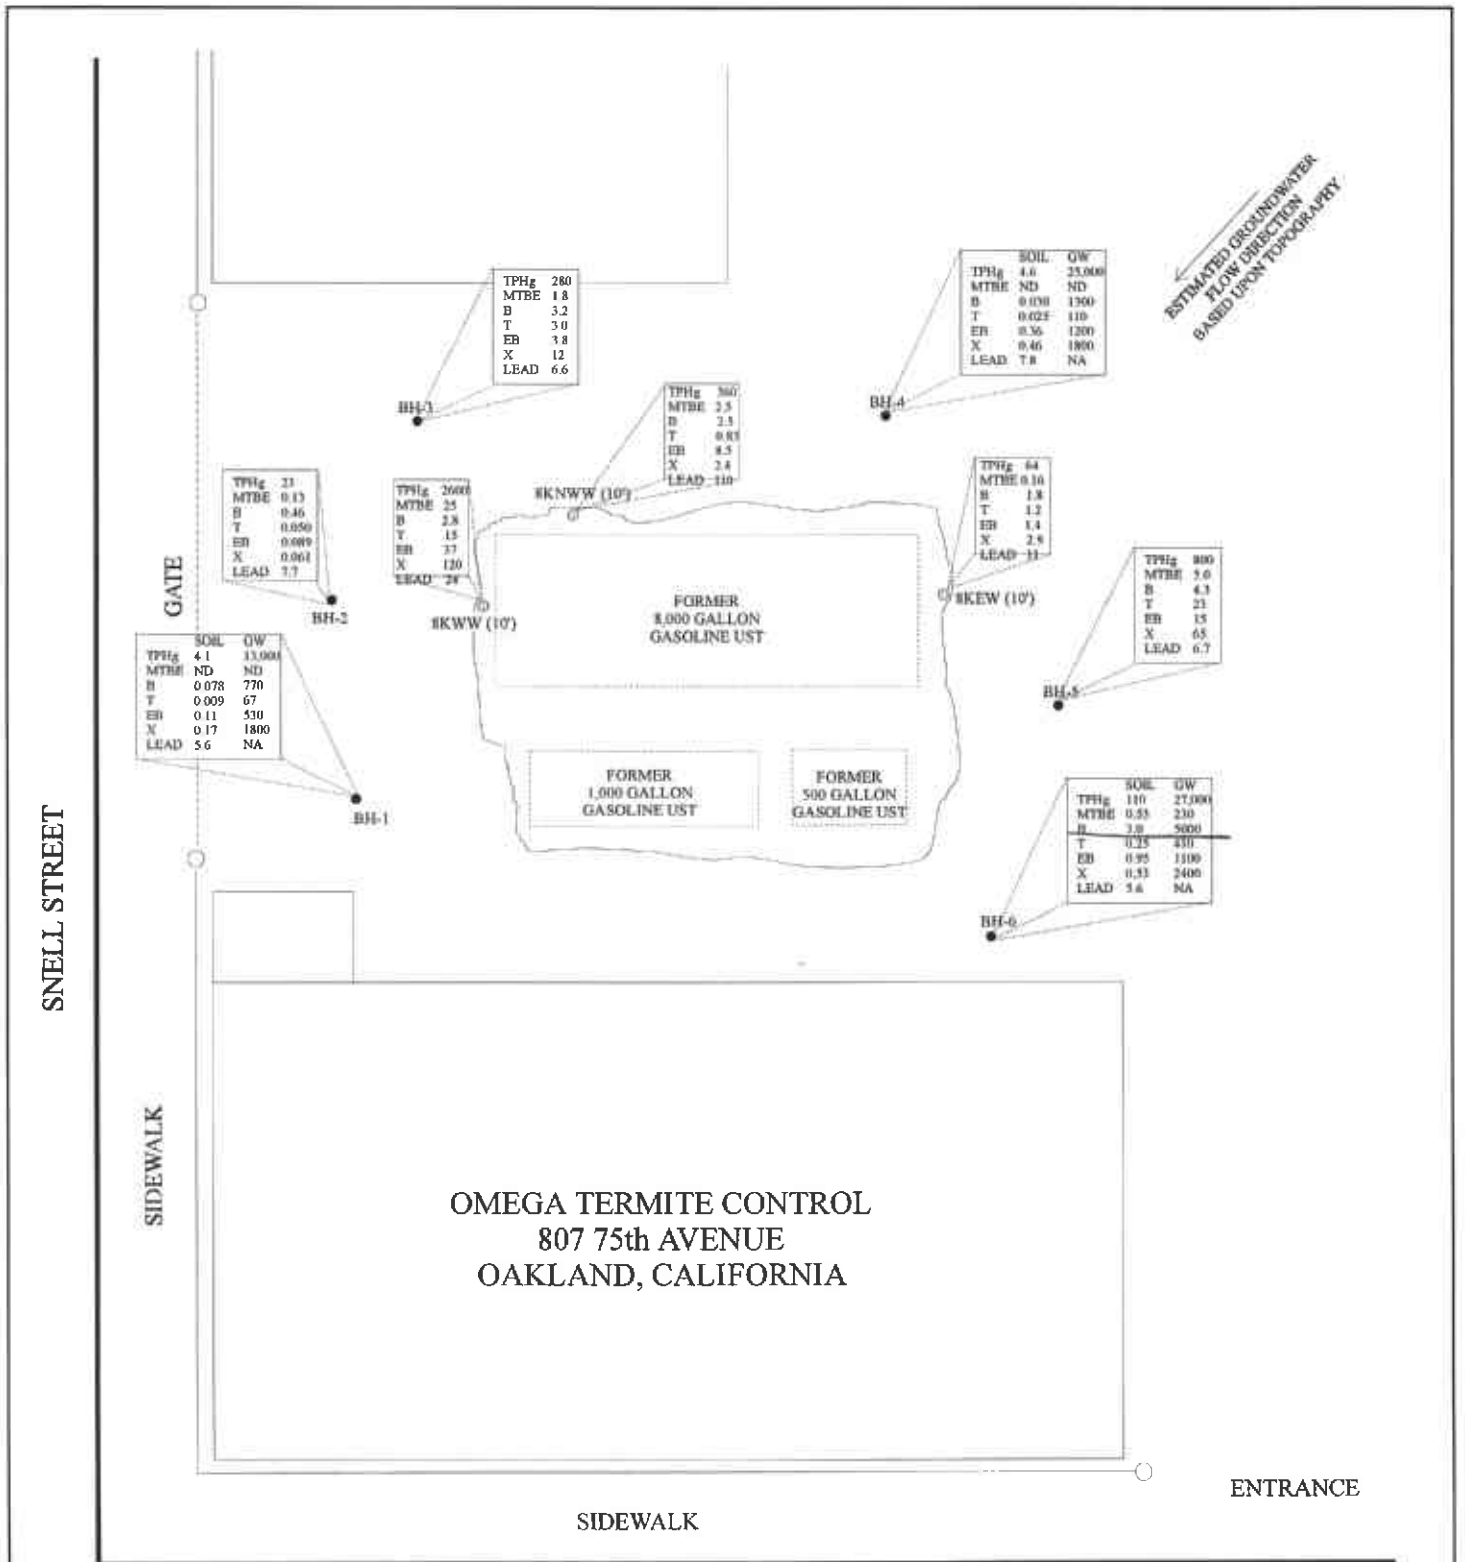 ESTIMATED GROUNDWATER
FLOW DIRECTION
BASED UPON TOPOGRAPHY
SOIL GW
TPHg 4.6 25,000
MTBE ND ND
B 0.030 1300
T 0.025 110
EB 0.36 1200
X 0.46 1800
LEAD 7.8 NA
BH-4
TPHg 280
MTBE 1.8
B 3.2
T 3.0
EB 3.8
X 12
LEAD 6.6
BH-3
TPHg 360
MTBE 2.5
B 2.5
T 0.83
EB 8.5
X 2.4
LEAD 110
8KNWW (10')
TPHg 23
MTBE 0.13
B 0.46
T 0.050
EB 0.089
X 0.061
LEAD 7.7
BH-2
TPHg 2600
MTBE 25
B 2.8
T 15
EB 37
X 120
LEAD 24
8KWW (10')
TPHg 64
MTBE 0.16
B 1.8
T 1.2
EB 1.4
X 2.9
LEAD 11
8KEW (10')
TPHg 800
MTBE 5.0
B 4.3
T 23
EB 15
X 65
LEAD 6.7
BH-5
GATE
FORMER
8,000 GALLON
GASOLINE UST
SOIL GW
TPHg 4.1 13,000
MTBE ND ND
B 0.078 770
T 0.009 67
EB 0.11 530
X 0.17 1800
LEAD 5.6 NA
BH-1
FORMER
1,000 GALLON
GASOLINE UST
FORMER
500 GALLON
GASOLINE UST
SOIL GW
TPHg 110 27,000
MTBE 0.55 230
B 3.0 5000
T 0.25 430
EB 0.95 1100
X 0.53 2400
LEAD 5.6 NA
BH-6
SNELL STREET
SIDEWALK
OMEGA TERMITE CONTROL
807 75th AVENUE
OAKLAND, CALIFORNIA
ENTRANCE
SIDEWALK